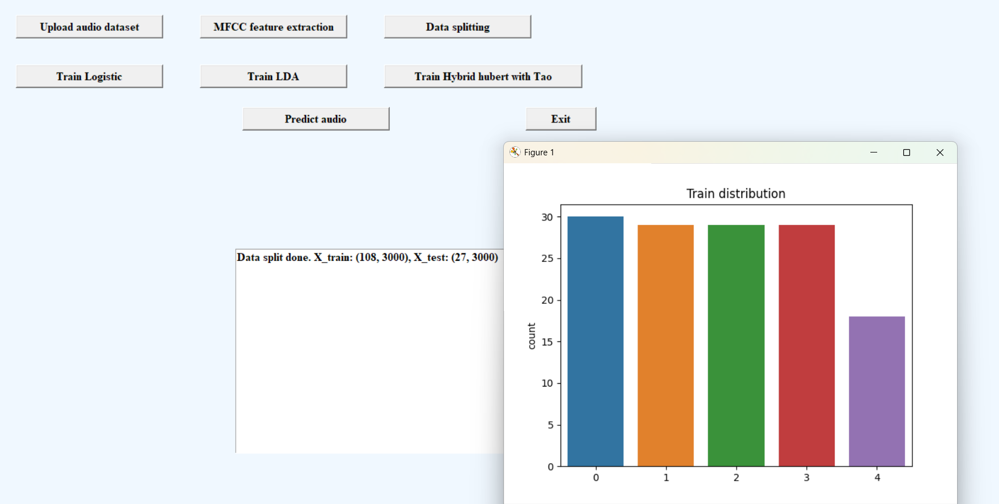 Upload audio dataset
MFCC feature extraction
Data splitting
Train Logistic
Train LDA
Train Hybrid hubert with Tao
Predict audio
Exit
Data split done. X_train: (108, 3000), X_test: (27, 3000)
Figure 1
Train distribution
30
25
20
15
10
5
0
count
0 1 2 3 4